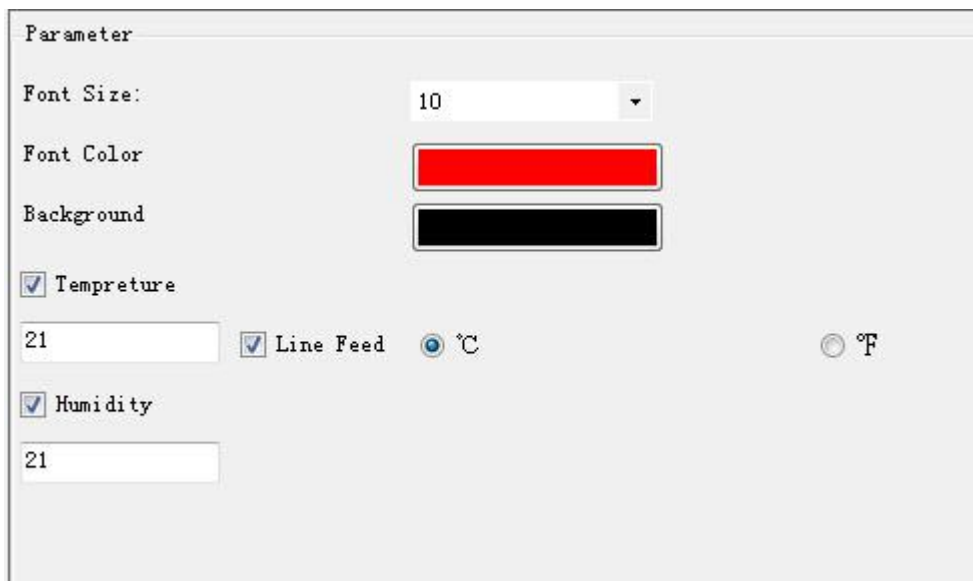 Parameter
Font Size: 10
Font Color
Background
Tempreture
21 Line Feed ℃ ℉
Humidity
21